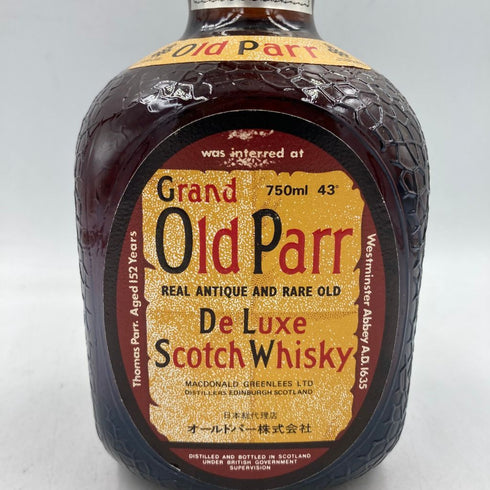 Old Parr
was interred at
Thomas Parr. Aged 152 Years
Westminster Abbey A.D.1635
Grand 750ml 43°
Old Parr
REAL ANTIQUE AND RARE OLD
De Luxe
Scotch Whisky
MACDONALD GREENLEES LTD
DISTILLERS EDINBURGH SCOTLAND
日本総代理店
オールドパー株式会社
DISTILLED AND BOTTLED IN SCOTLAND
UNDER BRITISH GOVERNMENT
SUPERVISION